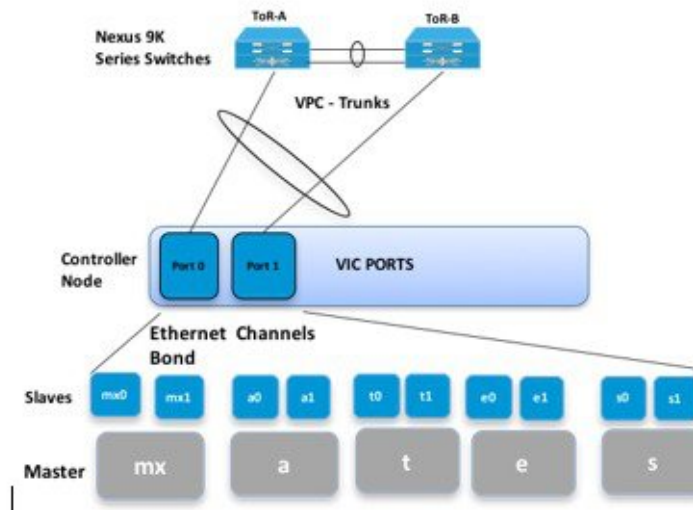 ToR-A ToR-B
Nexus 9K
Series Switches
VPC - Trunks
Controller
Node
Port 0 Port 1 VIC PORTS
Ethernet Channels
Bond
Slaves mx0 mx1 a0 a1 t0 t1 e0 e1 s0 s1
Master mx a t e s